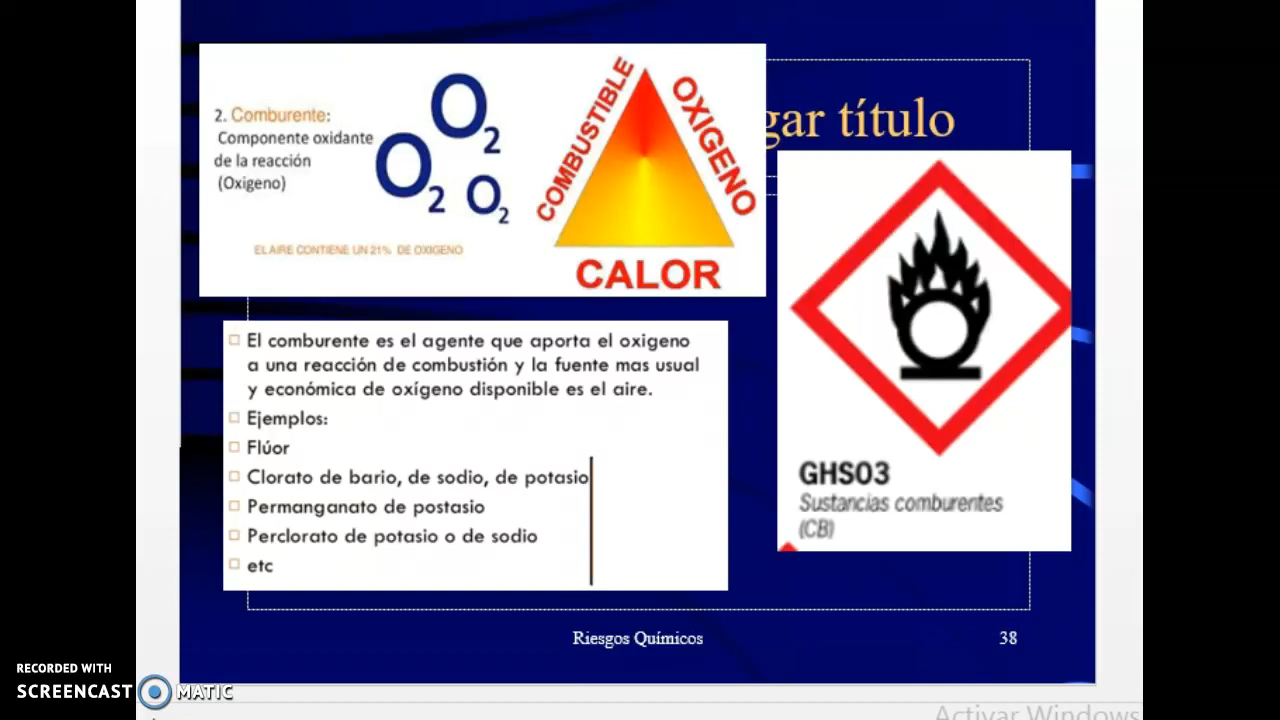 2. Comburente:
Componente oxidante
de la reacción
(Oxigeno)
O2
O2
O2
EL AIRE CONTIENE UN 21% DE OXIGENO
COMBUSTIBLE
OXIGENO
CALOR
gar título
El comburente es el agente que aporta el oxigeno
a una reacción de combustión y la fuente mas usual
y económica de oxígeno disponible es el aire.
Ejemplos:
Flúor
Clorato de bario, de sodio, de potasio
Permanganato de postasio
Perclorato de potasio o de sodio
etc
GHS03
Sustancias comburentes
(CB)
Riesgos Químicos
38
RECORDED WITH
SCREENCAST MATIC
Activar Windows